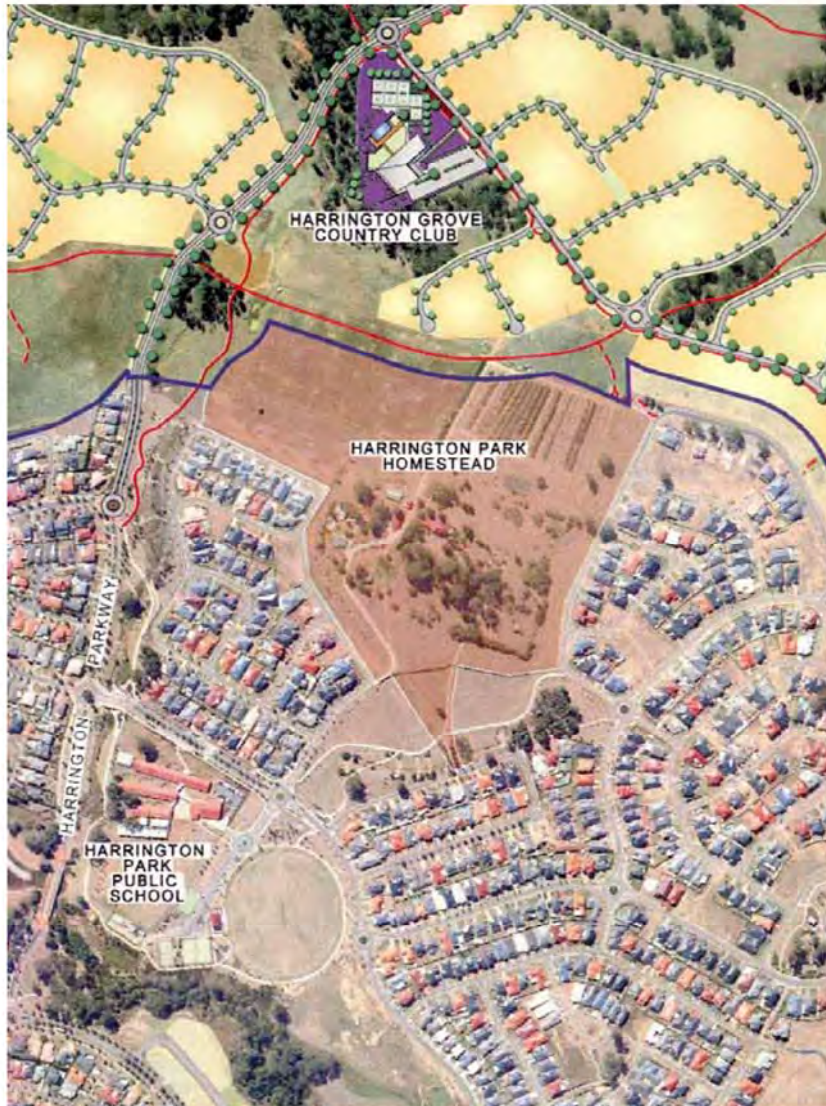 HARRINGTON GROVE
COUNTRY CLUB
HARRINGTON PARK
HOMESTEAD
HARRINGTON PARKWAY
HARRINGTON
PARK
PUBLIC
SCHOOL